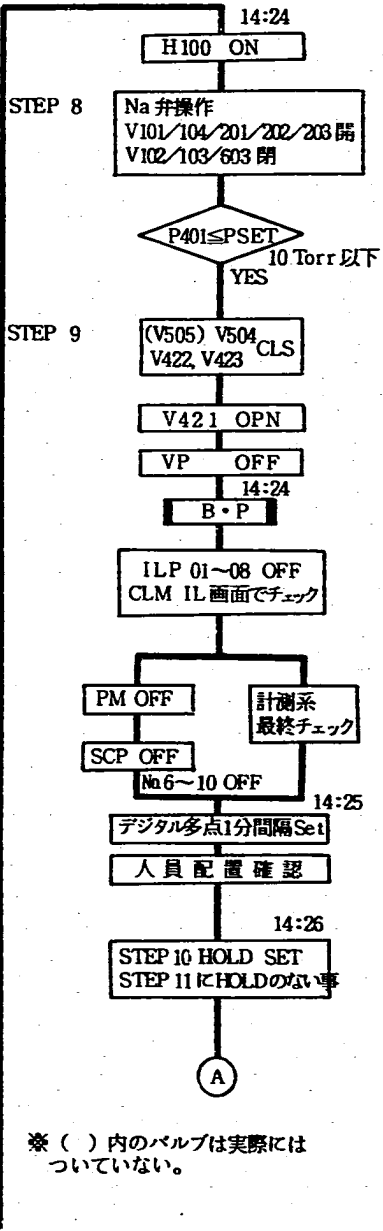 14:24
H100 ON
STEP 8
Na 弁操作
V101/104/201/202/203 開
V102/103/603 閉
P401≦PSET
10 Torr 以下
YES
STEP 9
(V505) V504
V422, V423 CLS
V421 OPN
VP OFF
14:24
B・P
ILP 01〜08 OFF
CLM IL 画面でチェック
PM OFF
計測系
最終チェック
SCP OFF
No.6〜10 OFF
14:25
デジタル多点1分間隔Set
人員配置確認
14:26
STEP 10 HOLD SET
STEP 11 にHOLDのない事
A
※ ( ) 内のバルブは実際には
ついていない。